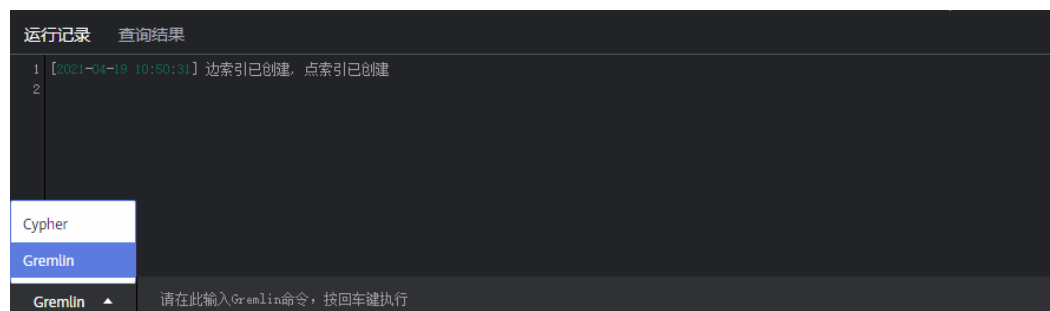 运行记录 查询结果
1 [2021-04-19 10:50:31] 边索引已创建，点索引已创建
2
Cypher
Gremlin
Gremlin 请在此输入Gremlin命令，按回车键执行